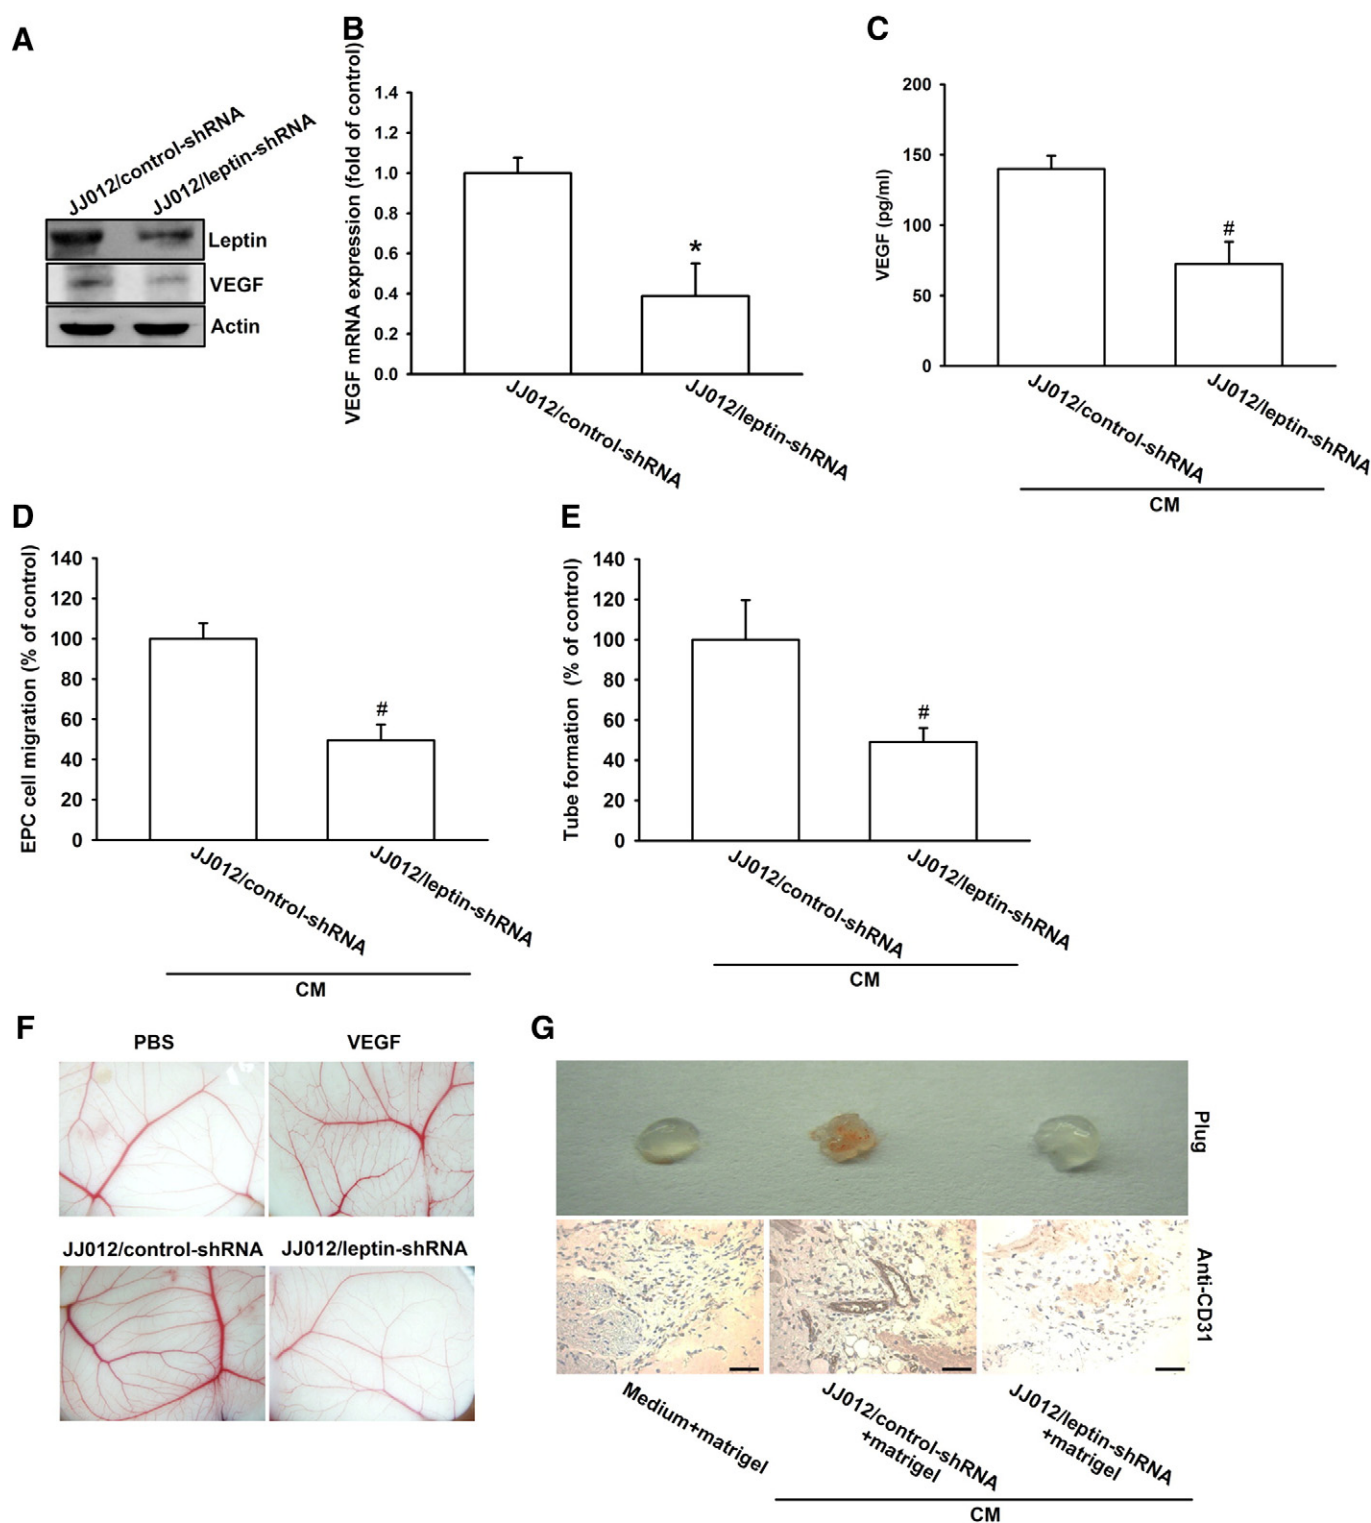 A
JJ012/control-shRNA
JJ012/leptin-shRNA
Leptin
VEGF
Actin
B
VEGF mRNA expression (fold of control)
1.4
1.2
1.0
0.8
0.6
0.4
0.2
0.0
*
JJ012/control-shRNA
JJ012/leptin-shRNA
C
VEGF (pg/ml)
200
150
100
50
0
#
JJ012/control-shRNA
JJ012/leptin-shRNA
CM
D
EPC cell migration (% of control)
140
120
100
80
60
40
20
0
#
JJ012/control-shRNA
JJ012/leptin-shRNA
CM
E
Tube formation (% of control)
140
120
100
80
60
40
20
0
#
JJ012/control-shRNA
JJ012/leptin-shRNA
CM
F
PBS
VEGF
JJ012/control-shRNA
JJ012/leptin-shRNA
G
Plug
Anti-CD31
Medium+matrigel
JJ012/control-shRNA
+matrigel
JJ012/leptin-shRNA
+matrigel
CM